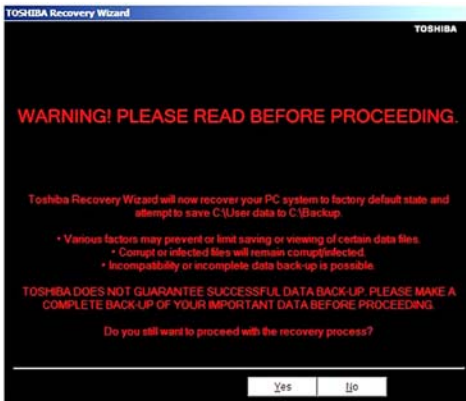 TOSHIBA Recovery Wizard
TOSHIBA
WARNING! PLEASE READ BEFORE PROCEEDING.
Toshiba Recovery Wizard will now recover your PC system to factory default state and
attempt to save C:\User data to C:\Backup.
• Various factors may prevent or limit saving or viewing of certain data files.
• Corrupt or infected files will remain corrupt/infected.
• Incompatibility or incomplete data back-up is possible.
TOSHIBA DOES NOT GUARANTEE SUCCESSFUL DATA BACK-UP. PLEASE MAKE A
COMPLETE BACK-UP OF YOUR IMPORTANT DATA BEFORE PROCEEDING.
Do you still want to proceed with the recovery process?
Yes No